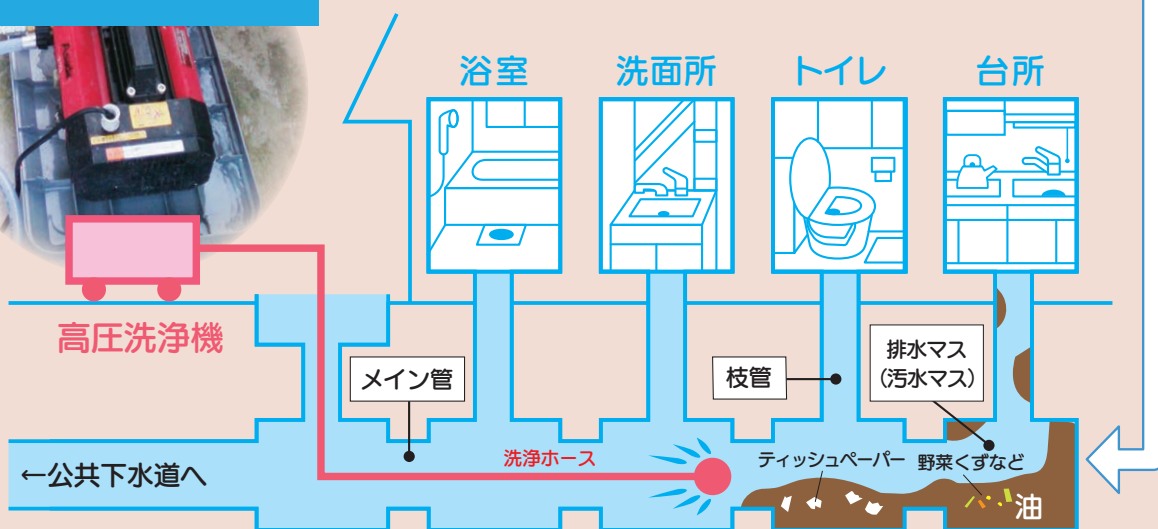 浴室
洗面所
トイレ
台所
高圧洗浄機
メイン管
枝管
排水マス
(汚水マス)
←公共下水道へ
洗浄ホース
ティッシュペーパー
野菜くずなど
油